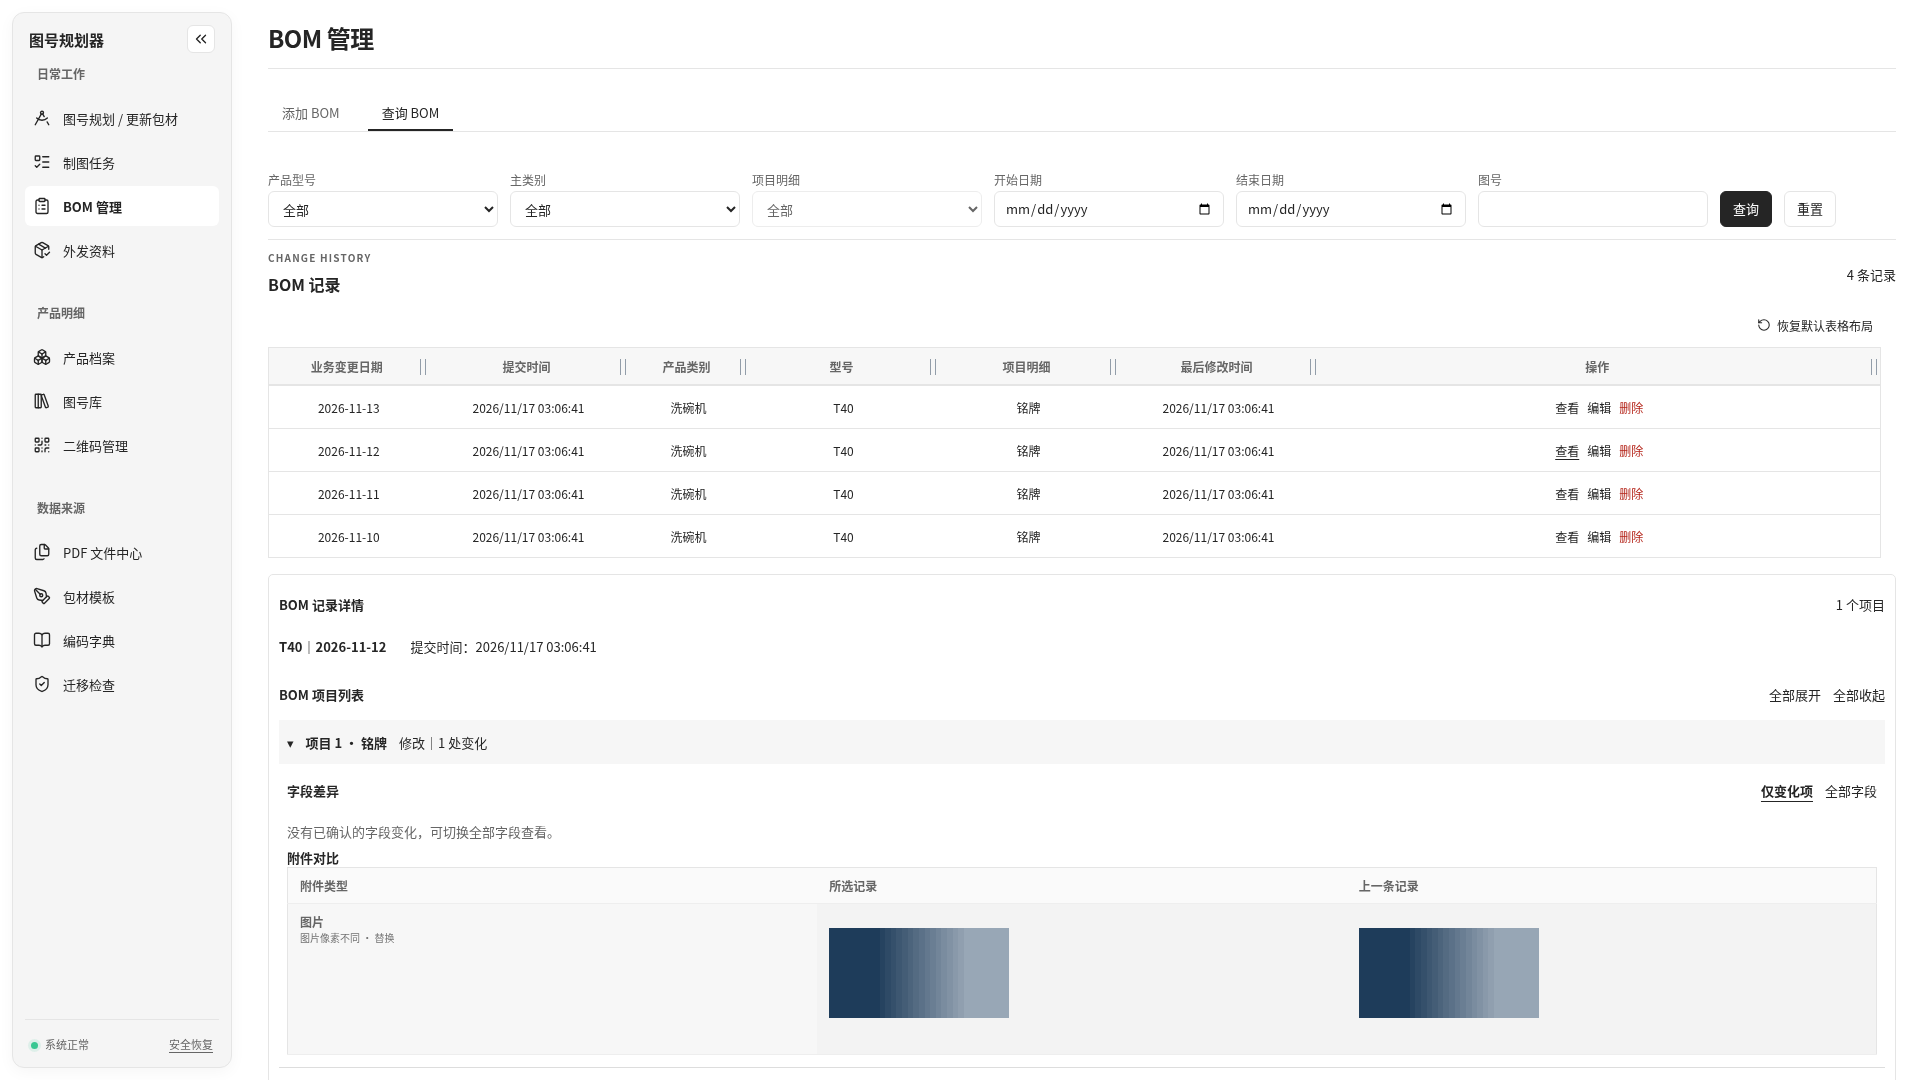 图号规划器
日常工作
图号规划 / 更新包材
制图任务
BOM 管理
外发资料
产品明细
产品档案
图号库
二维码管理
数据来源
PDF 文件中心
包材模板
编码字典
迁移检查
系统正常 安全恢复
BOM 管理
添加 BOM 查询 BOM
产品型号 主类别 项目明细 开始日期 结束日期 图号
全部 全部 全部 mm/dd/yyyy mm/dd/yyyy 查询 重置
CHANGE HISTORY
BOM 记录
4 条记录
恢复默认表格布局
业务变更日期 提交时间 产品类别 型号 项目明细 最后修改时间 操作
2026-11-13 2026/11/17 03:06:41 洗碗机 T40 铭牌 2026/11/17 03:06:41 查看 编辑 删除
2026-11-12 2026/11/17 03:06:41 洗碗机 T40 铭牌 2026/11/17 03:06:41 查看 编辑 删除
2026-11-11 2026/11/17 03:06:41 洗碗机 T40 铭牌 2026/11/17 03:06:41 查看 编辑 删除
2026-11-10 2026/11/17 03:06:41 洗碗机 T40 铭牌 2026/11/17 03:06:41 查看 编辑 删除
BOM 记录详情 1 个项目
T40｜2026-11-12 提交时间：2026/11/17 03:06:41
BOM 项目列表 全部展开 全部收起
▾ 项目 1 · 铭牌 修改｜1 处变化
字段差异 仅变化项 全部字段
没有已确认的字段变化，可切换全部字段查看。
附件对比
附件类型 所选记录 上一条记录
图片
图片像素不同 · 替换